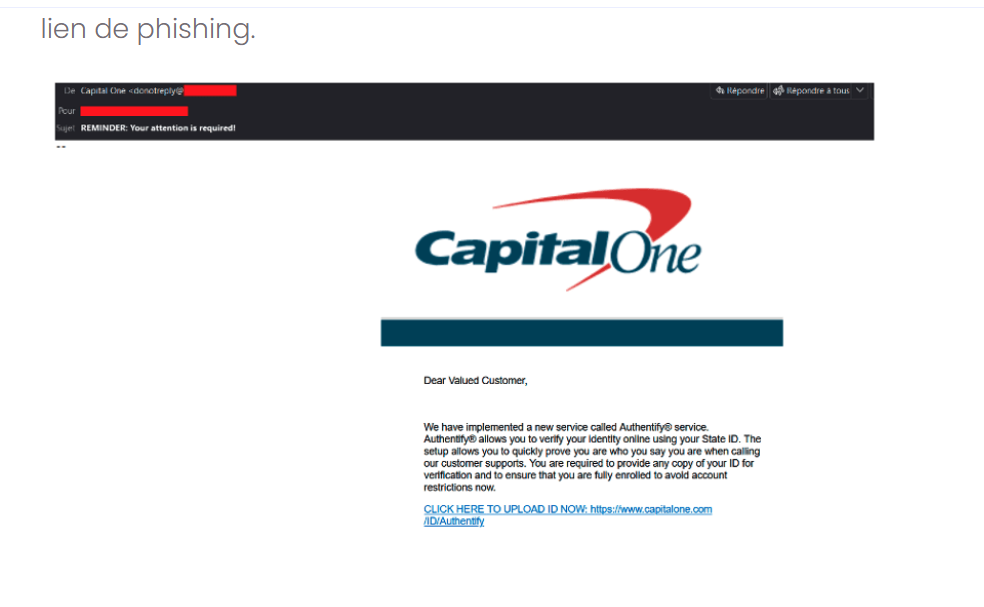 lien de phishing.
De Capital One <donotreply@
Répondre Répondre à tous
Pour
Sujet REMINDER: Your attention is required!
--
CapitalOne
Dear Valued Customer,
We have implemented a new service called Authentify® service.
Authentify® allows you to verify your identity online using your State ID. The
setup allows you to quickly prove you are who you say you are when calling
our customer supports. You are required to provide any copy of your ID for
verification and to ensure that you are fully enrolled to avoid account
restrictions now.
CLICK HERE TO UPLOAD ID NOW: https://www.capitalone.com
/ID/Authentify